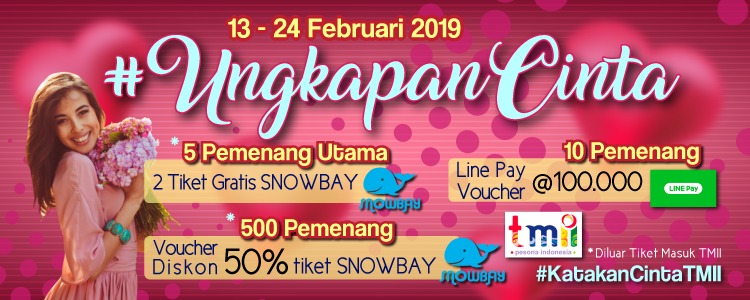 13 - 24 Februari 2019
#UngkapanCinta
*5 Pemenang Utama
2 Tiket Gratis SNOWBAY
SNOWBAY
10 Pemenang
Line Pay
Voucher @100.000
LINE Pay
*500 Pemenang
Voucher
Diskon 50% tiket SNOWBAY
SNOWBAY
tmii
pesona indonesia
*Diluar Tiket Masuk TMII
#KatakanCintaTMII